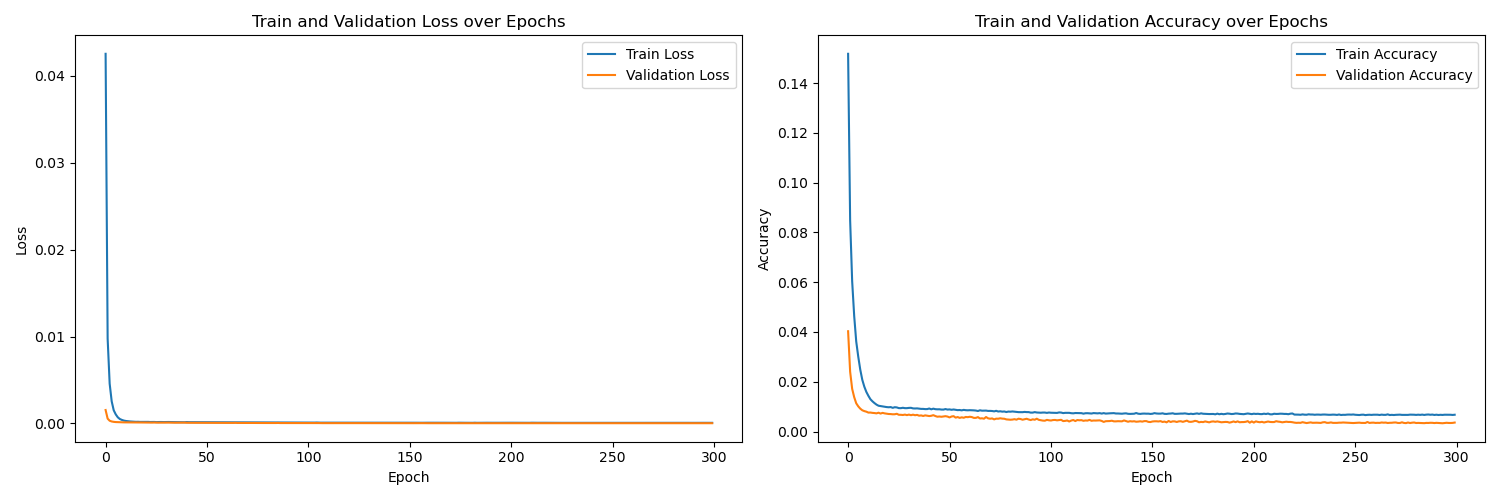 Train and Validation Loss over Epochs
Train Loss
Validation Loss
0.04
0.03
0.02
0.01
0.00
Loss
0 50 100 150 200 250 300
Epoch
Train and Validation Accuracy over Epochs
Train Accuracy
Validation Accuracy
0.14
0.12
0.10
0.08
0.06
0.04
0.02
0.00
Accuracy
0 50 100 150 200 250 300
Epoch